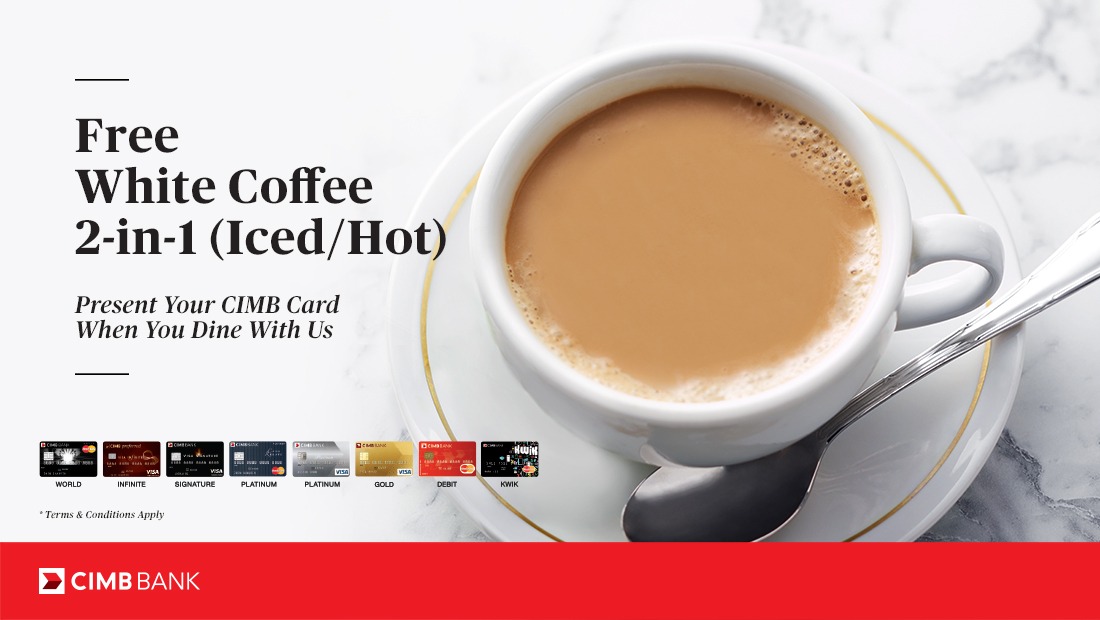 Free
White Coffee
2-in-1 (Iced/Hot)
Present Your CIMB Card
When You Dine With Us
WORLD
INFINITE
SIGNATURE
PLATINUM
PLATINUM
GOLD
DEBIT
KWIK
* Terms & Conditions Apply
CIMB BANK